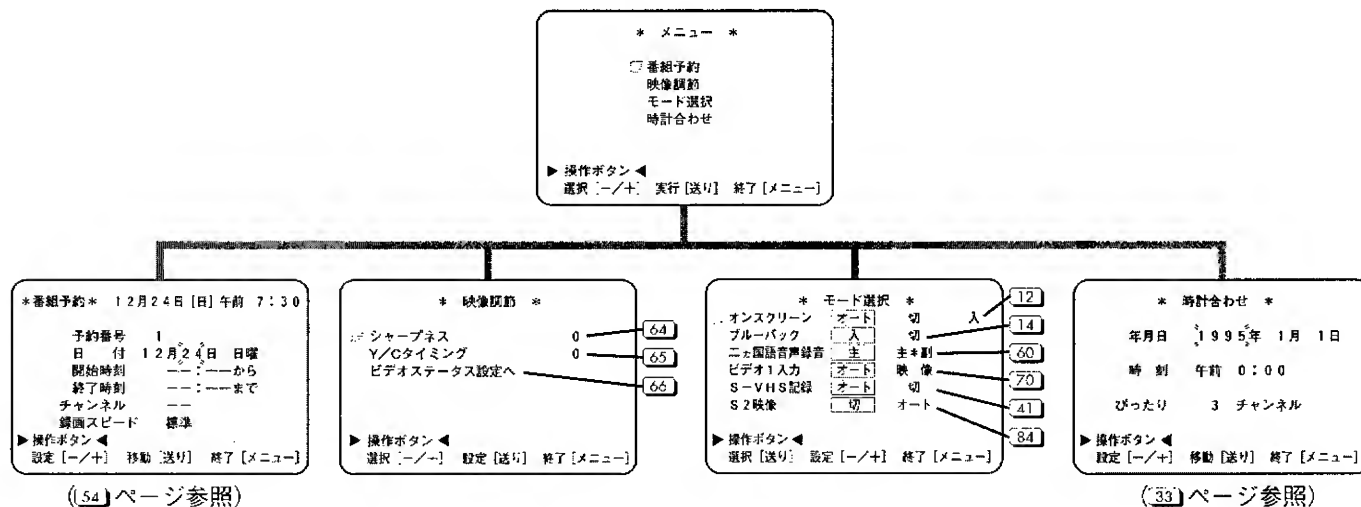 ＊ メニュー ＊
番組予約
映像調節
モード選択
時計合わせ
▶ 操作ボタン ◀
選択 [−／＋] 実行 [送り] 終了 [メニュー]
＊番組予約＊ 12月24日 [日] 午前 7:30
予約番号 1
日 付 12月24日 日曜
開始時刻 −−:−−から
終了時刻 −−:−−まで
チャンネル −−
録画スピード 標準
▶ 操作ボタン ◀
設定 [−／＋] 移動 [送り] 終了 [メニュー]
(54 ページ参照)
＊ 映像調節 ＊
シャープネス 0 64
Y／Cタイミング 0 65
ビデオステータス設定へ 66
▶ 操作ボタン ◀
選択 [−／＋] 設定 [送り] 終了 [メニュー]
＊ モード選択 ＊
オンスクリーン オート 切 入 12
ブルーバック 入 切 14
二ヵ国語音声録音 主 主＊副 60
ビデオ1入力 オート 映像 70
S−VHS記録 オート 切 41
S2映像 切 オート 84
▶ 操作ボタン ◀
選択 [送り] 設定 [−／＋] 終了 [メニュー]
＊ 時計合わせ ＊
年月日 1995年 1月 1日
時 刻 午前 0:00
ぴったり 3 チャンネル
▶ 操作ボタン ◀
設定 [−／＋] 移動 [送り] 終了 [メニュー]
(33 ページ参照)